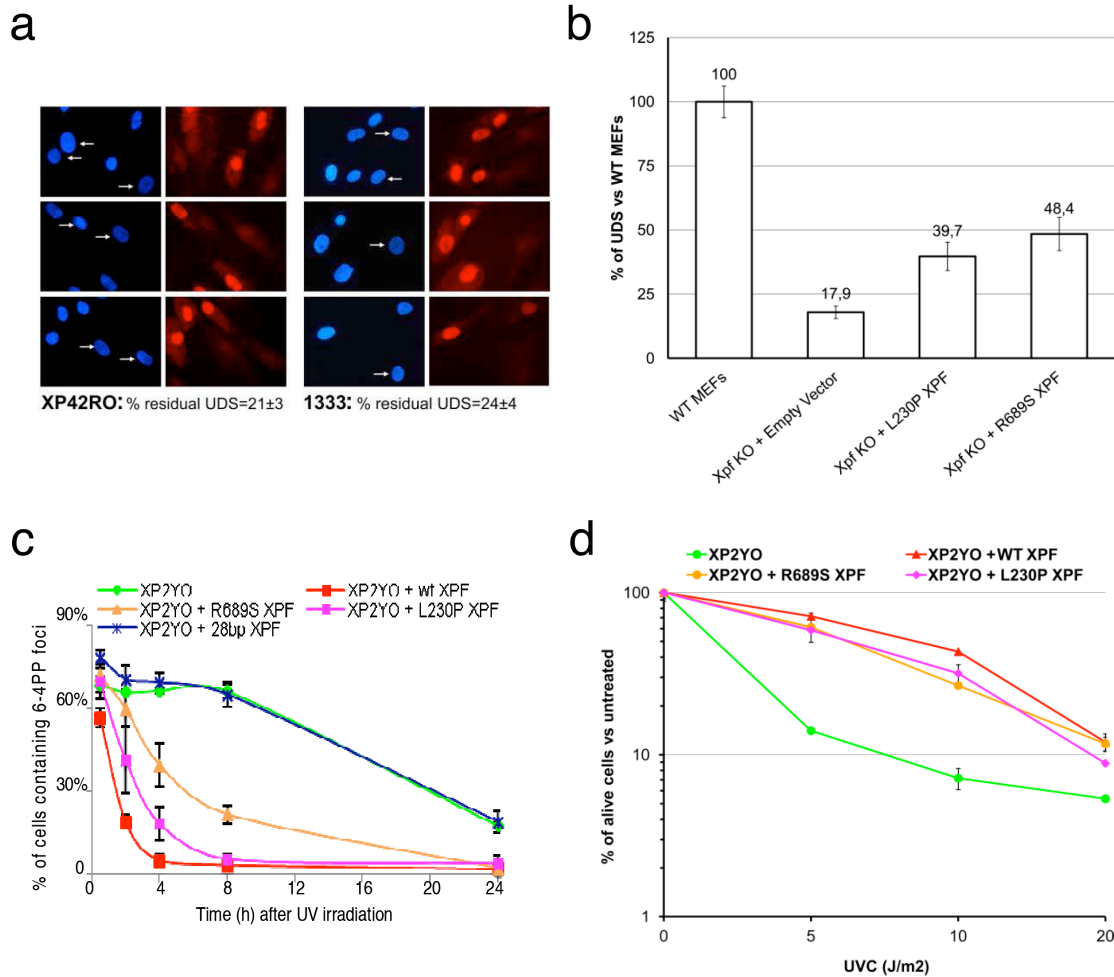 a
XP42RO: % residual UDS=21±3
1333: % residual UDS=24±4
b
% of UDS vs WT MEFs
125
100
75
50
25
0
100
17,9
39,7
48,4
WT MEFs
Xpf KO + Empty Vector
Xpf KO + L230P XPF
Xpf KO + R689S XPF
c
XP2YO
XP2YO + wt XPF
XP2YO + R689S XPF
XP2YO + L230P XPF
XP2YO + 28bp XPF
% of cells containing 6-4PP foci
90%
60%
30%
0
0
4
8
12
16
20
24
Time (h) after UV irradiation
d
XP2YO
XP2YO +WT XPF
XP2YO + R689S XPF
XP2YO + L230P XPF
% of alive cells vs untreated
100
10
1
0
5
10
20
UVC (J/m2)